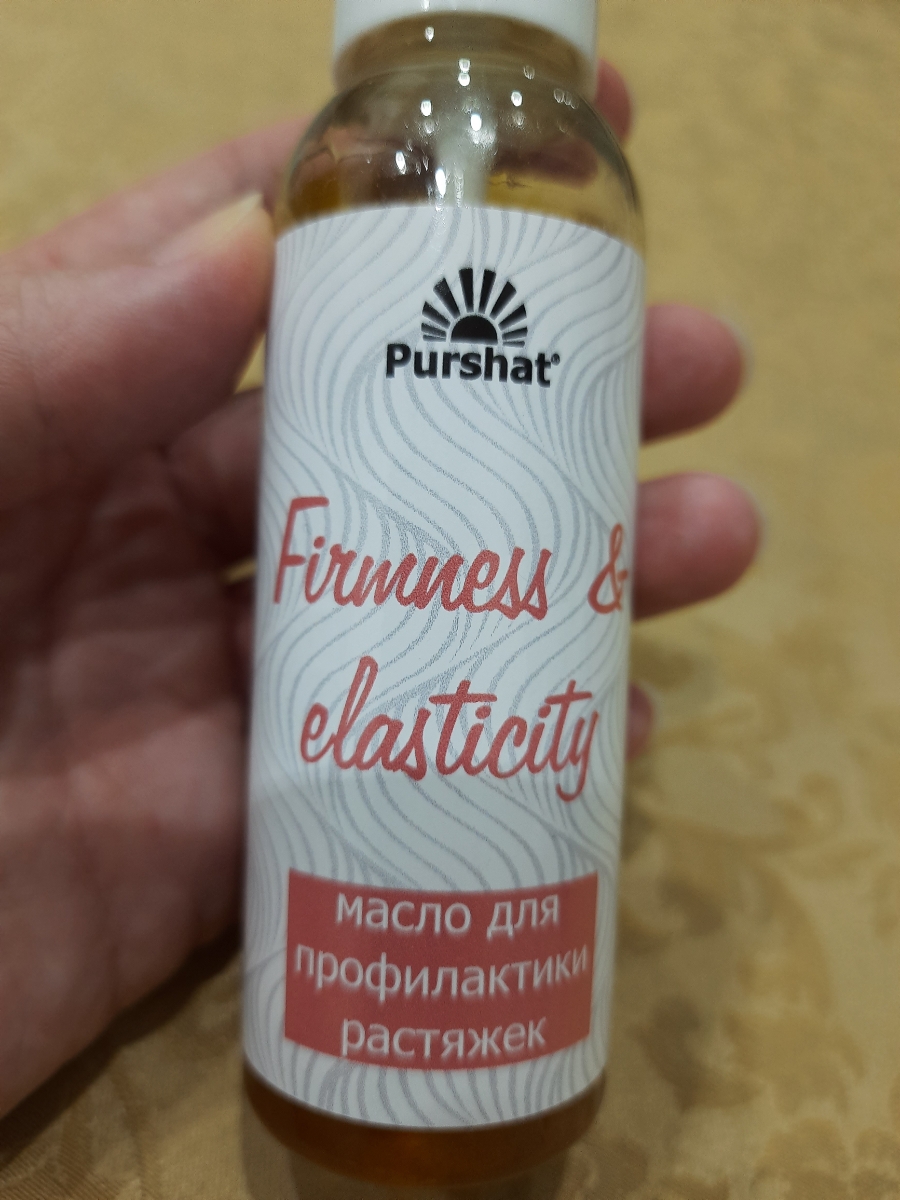 Purshat®
Firmness &
elasticity
масло для
профилактики
растяжек